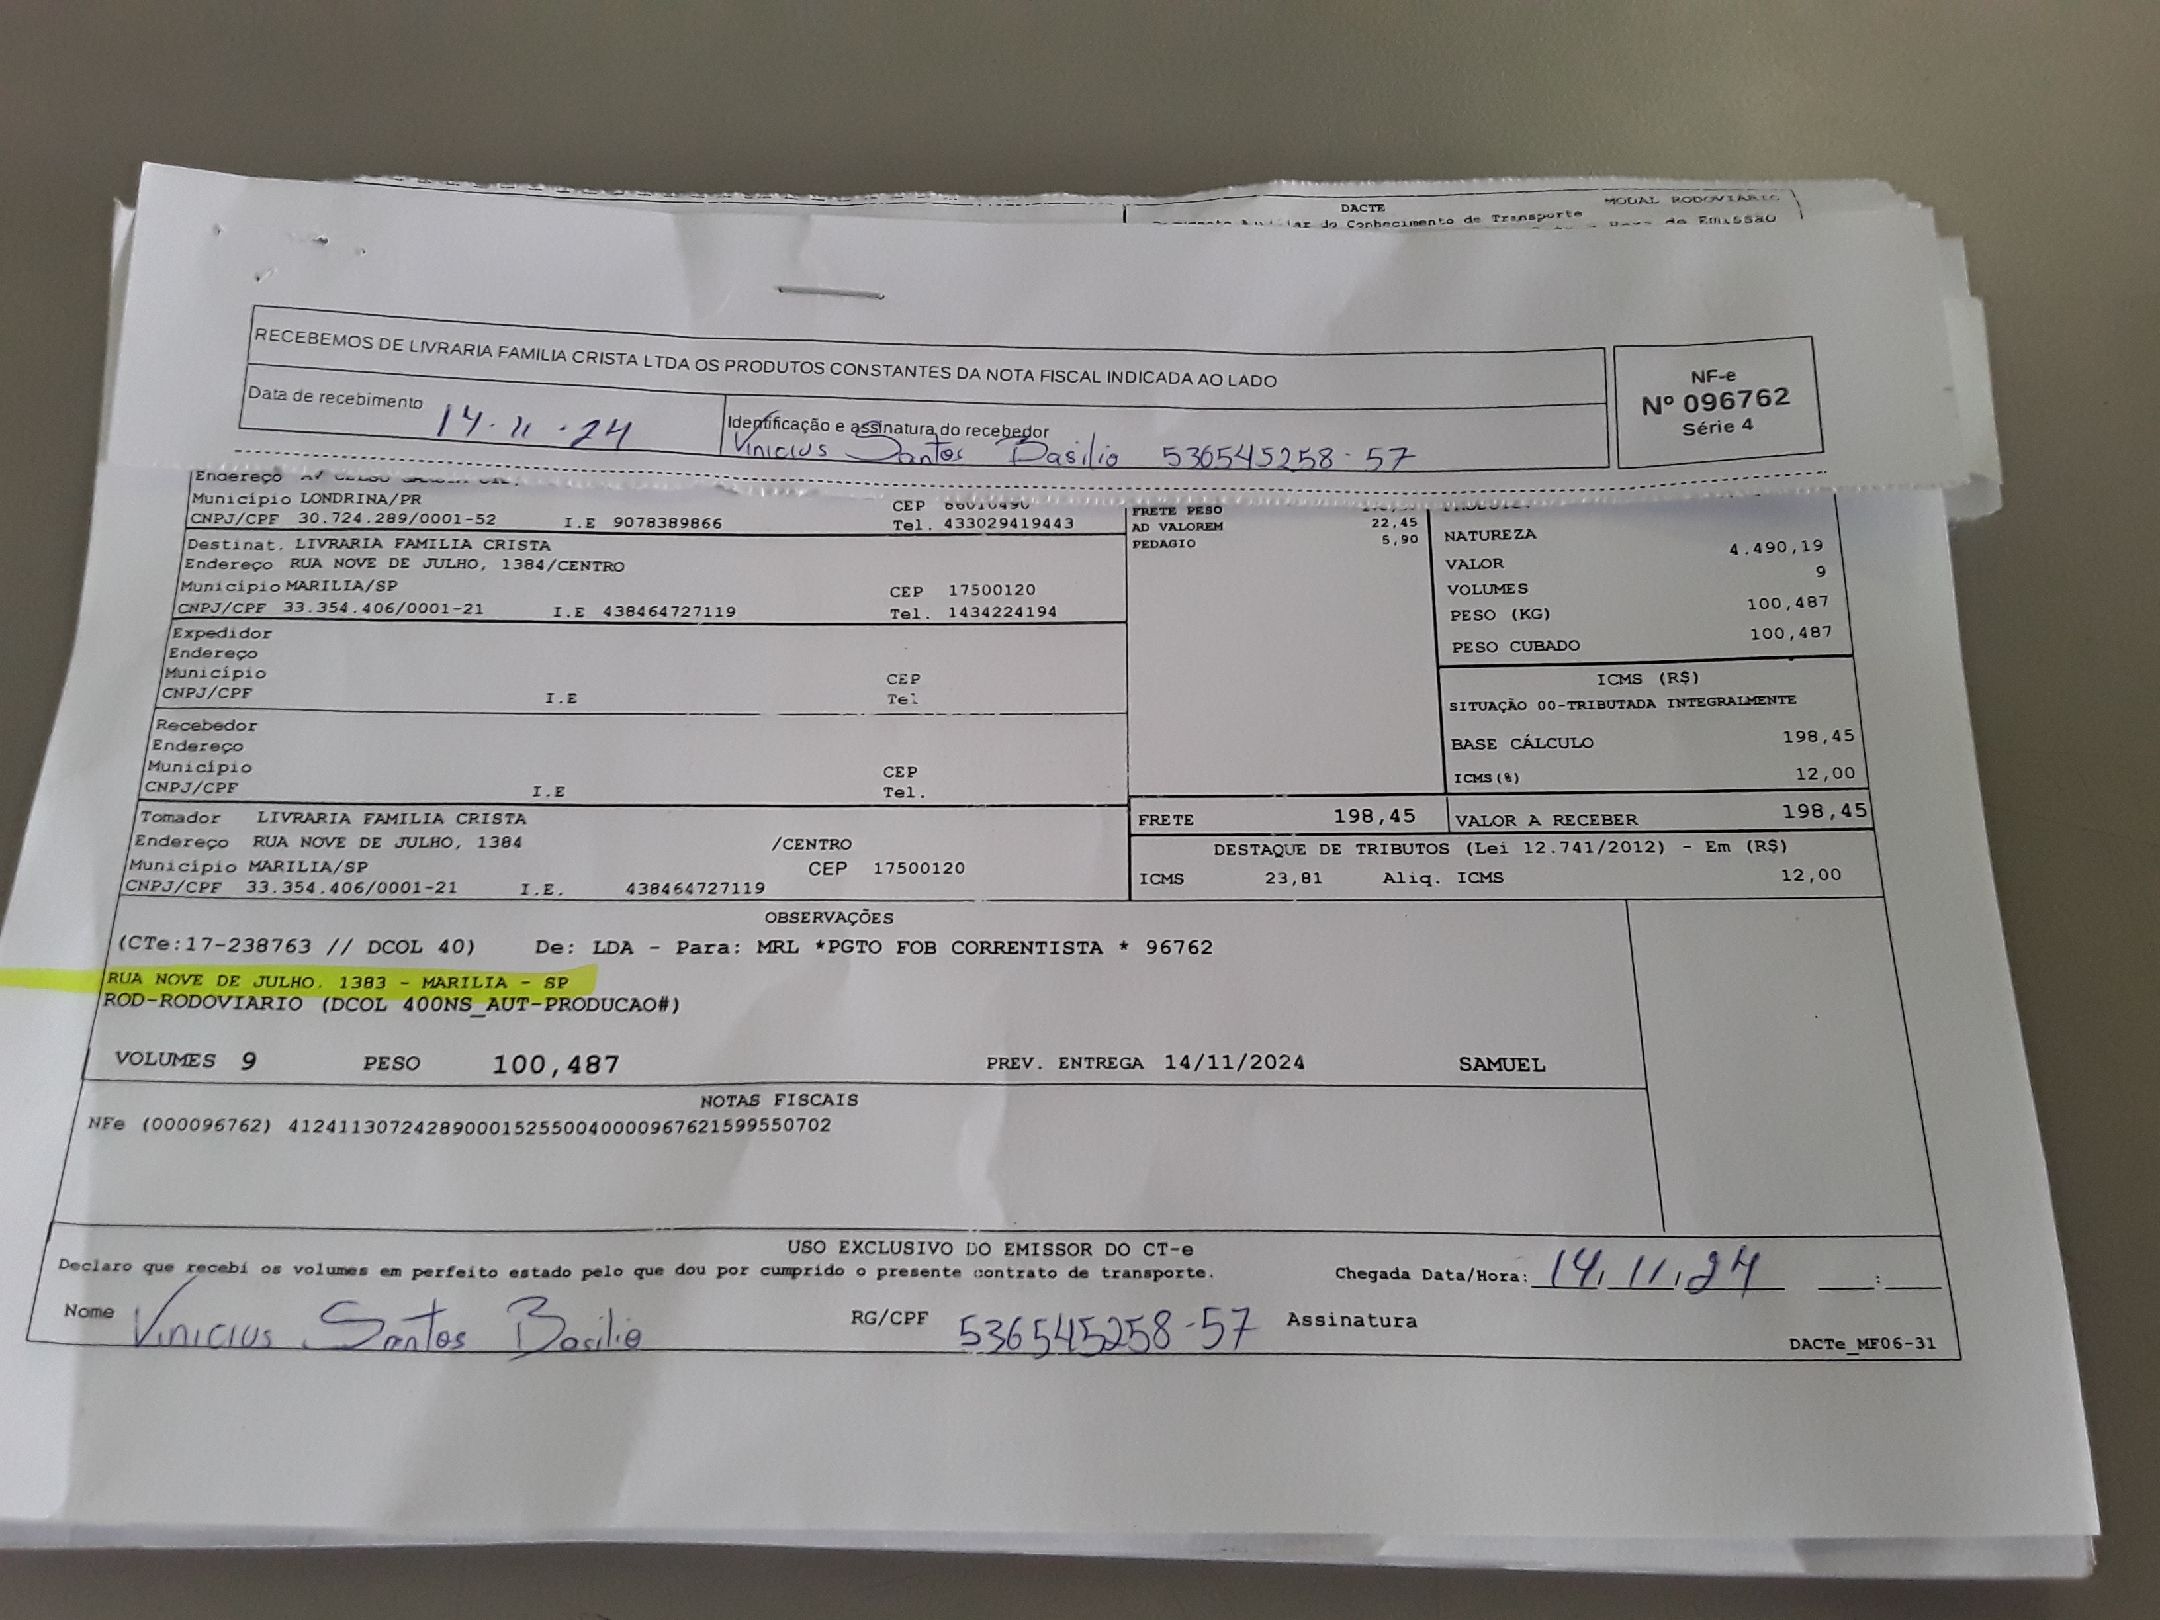 DACTE
MODAL RODOVIARIO
do Conhecimento de Transporte
de Emissão
RECEBEMOS DE LIVRARIA FAMILIA CRISTA LTDA OS PRODUTOS CONSTANTES DA NOTA FISCAL INDICADA AO LADO
Data de recebimento 14.11.24
Identificação e assinatura do recebedor
Vinicius Santos Basilio 536545258-57
NF-e
Nº 096762
Série 4
Endereço
Município LONDRINA/PR CEP 86010490
CNPJ/CPF 30.724.289/0001-52 I.E 9078389866 Tel. 433029419443
Destinat. LIVRARIA FAMILIA CRISTA
Endereço RUA NOVE DE JULHO, 1384/CENTRO
Município MARILIA/SP CEP 17500120
CNPJ/CPF 33.354.406/0001-21 I.E 438464727119 Tel. 1434224194
Expedidor
Endereço
Município CEP
CNPJ/CPF I.E Tel
Recebedor
Endereço
Município CEP
CNPJ/CPF I.E Tel.
Tomador LIVRARIA FAMILIA CRISTA
Endereço RUA NOVE DE JULHO, 1384 /CENTRO
Município MARILIA/SP CEP 17500120
CNPJ/CPF 33.354.406/0001-21 I.E. 438464727119
FRETE PESO
AD VALOREM 22,45
PEDAGIO 5,90
NATUREZA
VALOR 4.490,19
VOLUMES 9
PESO (KG) 100,487
PESO CUBADO 100,487
ICMS (R$)
SITUAÇÃO 00-TRIBUTADA INTEGRALMENTE
BASE CÁLCULO 198,45
ICMS(%) 12,00
FRETE 198,45 VALOR A RECEBER 198,45
DESTAQUE DE TRIBUTOS (Lei 12.741/2012) - Em (R$)
ICMS 23,81 Aliq. ICMS 12,00
OBSERVAÇÕES
(CTe:17-238763 // DCOL 40) De: LDA - Para: MRL *PGTO FOB CORRENTISTA * 96762
RUA NOVE DE JULHO. 1383 - MARILIA - SP
ROD-RODOVIARIO (DCOL 400NS_AUT-PRODUCAO#)
VOLUMES 9 PESO 100,487 PREV. ENTREGA 14/11/2024 SAMUEL
NOTAS FISCAIS
NFe (000096762) 41241130724289000152550040000967621599550702
USO EXCLUSIVO DO EMISSOR DO CT-e
Declaro que recebi os volumes em perfeito estado pelo que dou por cumprido o presente contrato de transporte. Chegada Data/Hora: 14.11.24 :
Nome Vinicius Santos Basilio RG/CPF 536545258-57 Assinatura
DACTe_MF06-31